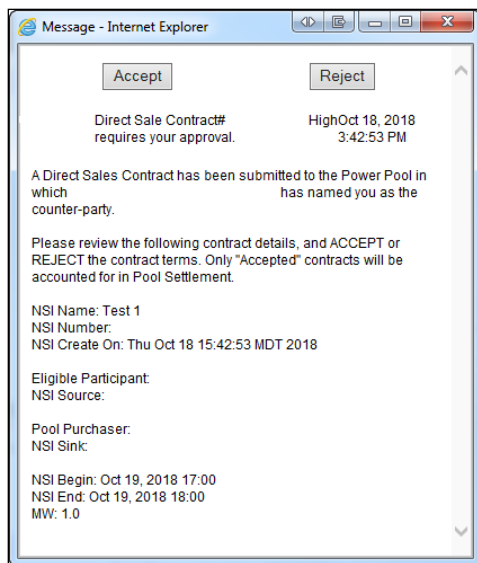 Message - Internet Explorer
Accept Reject
Direct Sale Contract# HighOct 18, 2018
requires your approval. 3:42:53 PM
A Direct Sales Contract has been submitted to the Power Pool in
which has named you as the
counter-party.
Please review the following contract details, and ACCEPT or
REJECT the contract terms. Only "Accepted" contracts will be
accounted for in Pool Settlement.
NSI Name: Test 1
NSI Number:
NSI Create On: Thu Oct 18 15:42:53 MDT 2018
Eligible Participant:
NSI Source:
Pool Purchaser:
NSI Sink:
NSI Begin: Oct 19, 2018 17:00
NSI End: Oct 19, 2018 18:00
MW: 1.0